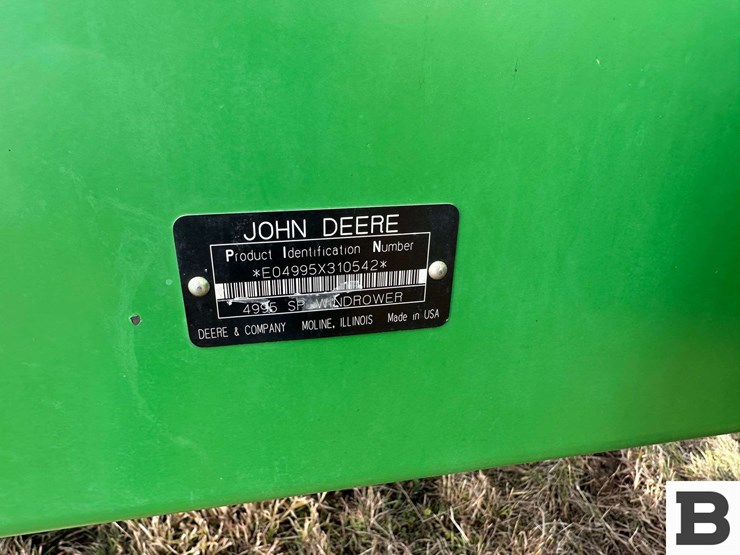 JOHN DEERE
Product Identification Number
*E04995X310542*
4995 SP WINDROWER
DEERE & COMPANY MOLINE, ILLINOIS Made in USA
B